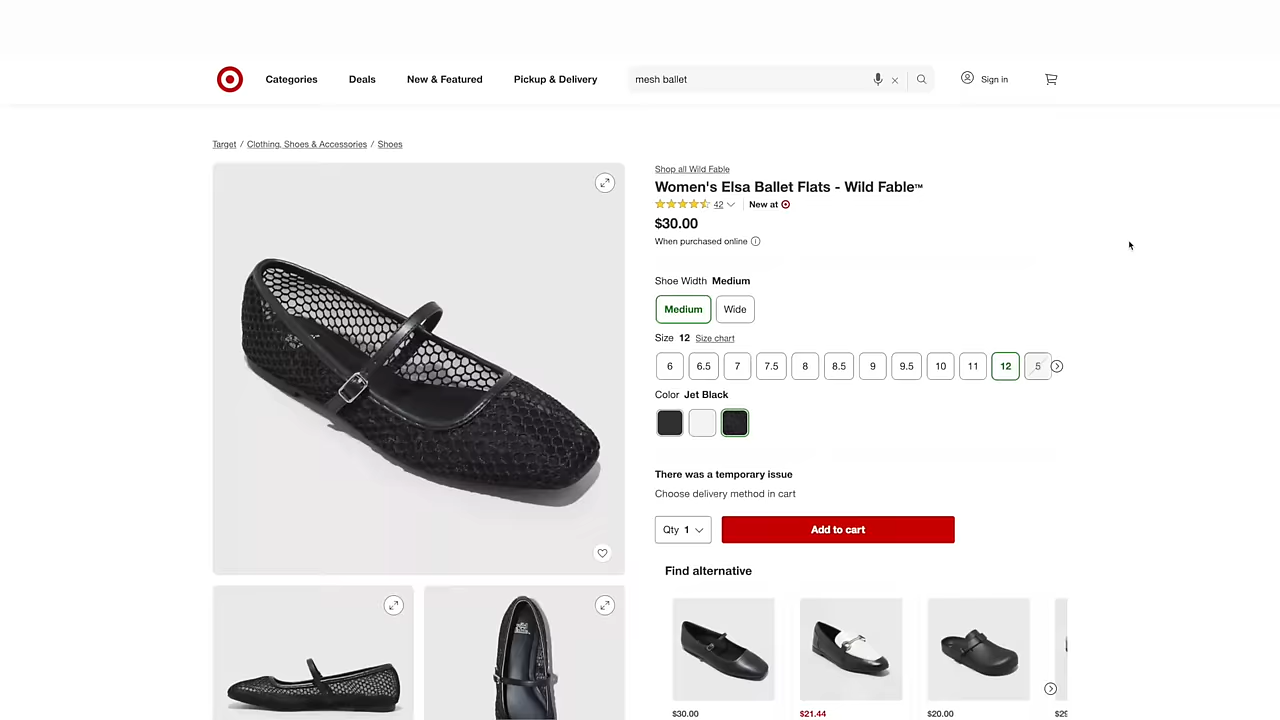 Categories
Deals
New & Featured
Pickup & Delivery
mesh ballet
Sign in
Target / Clothing, Shoes & Accessories / Shoes
Shop all Wild Fable
Women's Elsa Ballet Flats - Wild Fable™
42
New at
$30.00
When purchased online
Shoe Width Medium
Medium
Wide
Size 12 Size chart
6
6.5
7
7.5
8
8.5
9
9.5
10
11
12
5
Color Jet Black
There was a temporary issue
Choose delivery method in cart
Qty 1
Add to cart
Find alternative
$30.00
$21.44
$20.00